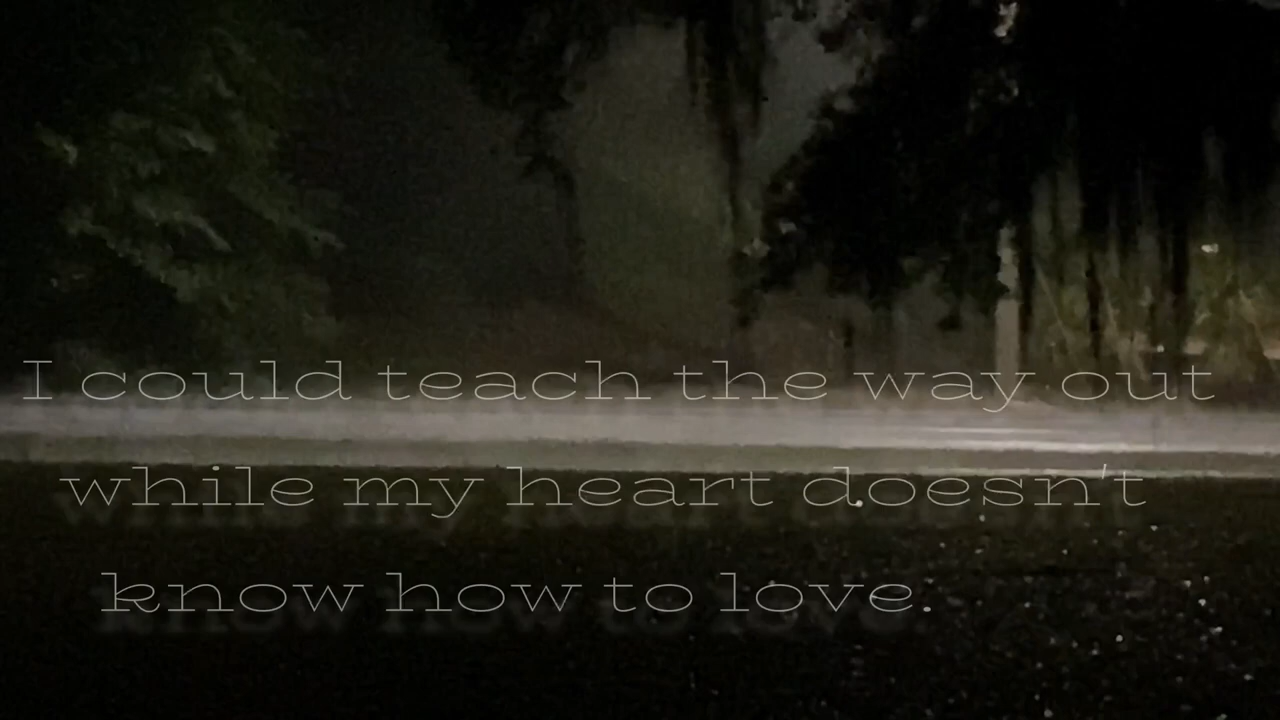 I could teach the way out
while my heart doesn't
know how to love.